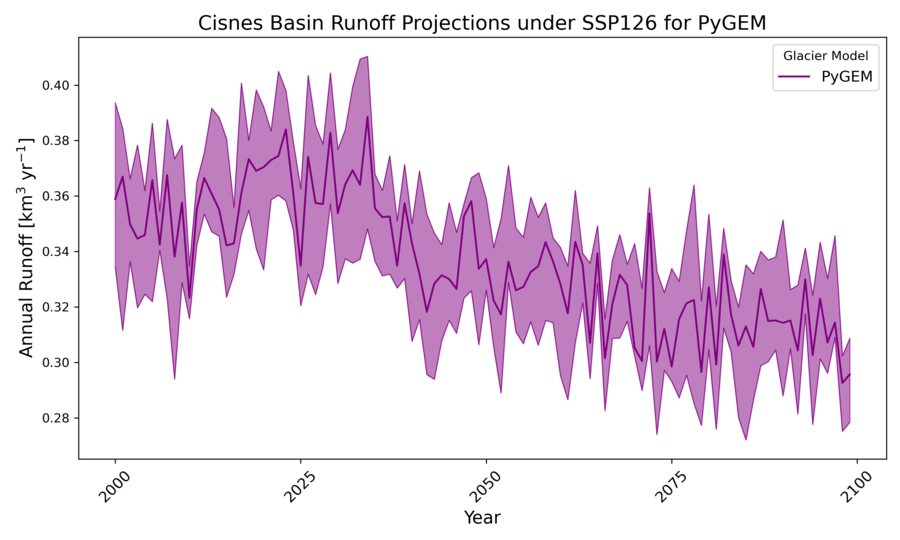 Cisnes Basin Runoff Projections under SSP126 for PyGEM
Glacier Model
PyGEM
Annual Runoff [km³ yr⁻¹]
0.40
0.38
0.36
0.34
0.32
0.30
0.28
2000
2025
2050
2075
2100
Year